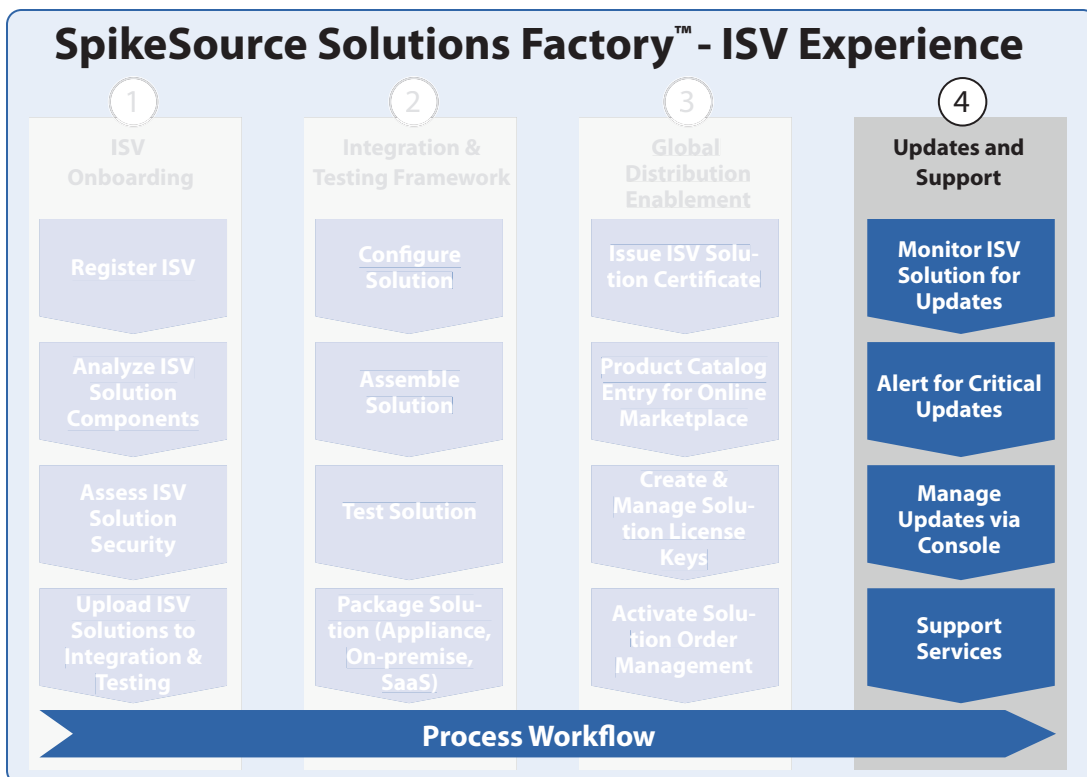 SpikeSource Solutions Factory™ - ISV Experience
1
ISV
Onboarding
Register ISV
Analyze ISV
Solution
Components
Assess ISV
Solution
Security
Upload ISV
Solutions to
Integration &
Testing
2
Integration &
Testing Framework
Configure
Solution
Assemble
Solution
Test Solution
Package Solu-
tion (Appliance,
On-premise,
SaaS)
3
Global
Distribution
Enablement
Issue ISV Solu-
tion Certificate
Product Catalog
Entry for Online
Marketplace
Create &
Manage Solu-
tion License
Keys
Activate Solu-
tion Order
Management
4
Updates and
Support
Monitor ISV
Solution for
Updates
Alert for Critical
Updates
Manage
Updates via
Console
Support
Services
Process Workflow